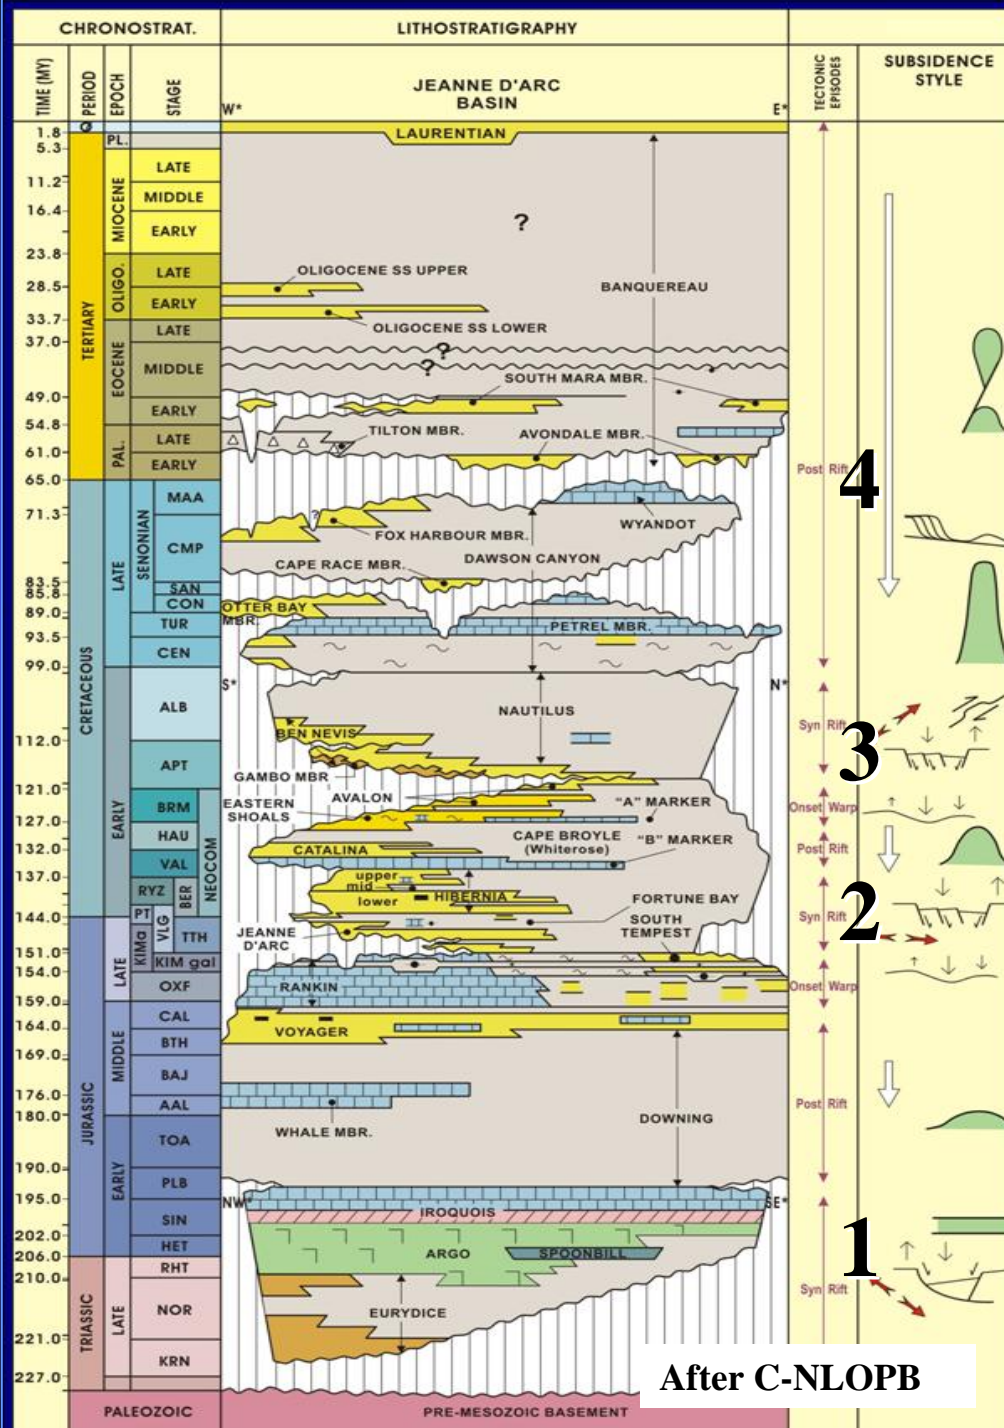 CHRONOSTRAT.
LITHOSTRATIGRAPHY
TIME (MY)
PERIOD
EPOCH
STAGE
JEANNE D'ARC
BASIN
W*
E*
TECTONIC
EPISODES
SUBSIDENCE
STYLE
1.8
5.3
11.2
16.4
23.8
28.5
33.7
37.0
49.0
54.8
61.0
65.0
71.3
83.5
85.8
89.0
93.5
99.0
112.0
121.0
127.0
132.0
137.0
144.0
151.0
154.0
159.0
164.0
169.0
176.0
180.0
190.0
195.0
202.0
206.0
210.0
221.0
227.0
Q
TERTIARY
CRETACEOUS
JURASSIC
TRIASSIC
PL.
MIOCENE
OLIGO.
EOCENE
PAL.
LATE
EARLY
LATE
MIDDLE
EARLY
LATE
LATE
MIDDLE
EARLY
LATE
EARLY
LATE
MIDDLE
EARLY
LATE
EARLY
SENONIAN
MAA
CMP
SAN
CON
TUR
CEN
ALB
APT
BRM
HAU
VAL
NEOCOM
RYZ
BER
PT
VLG
TTH
KIMa
KIM gal
OXF
CAL
BTH
BAJ
AAL
TOA
PLB
SIN
HET
RHT
NOR
KRN
PALEOZOIC
LAURENTIAN
?
OLIGOCENE SS UPPER
BANQUEREAU
OLIGOCENE SS LOWER
?
?
SOUTH MARA MBR.
TILTON MBR.
AVONDALE MBR.
WYANDOT
?
FOX HARBOUR MBR.
DAWSON CANYON
CAPE RACE MBR.
OTTER BAY
MBR.
PETREL MBR.
S*
N*
NAUTILUS
BEN NEVIS
GAMBO MBR
AVALON
EASTERN
SHOALS
"A" MARKER
CAPE BROYLE
(Whiterose)
"B" MARKER
CATALINA
upper
mid
lower
HIBERNIA
FORTUNE BAY
JEANNE
D'ARC
SOUTH
TEMPEST
RANKIN
VOYAGER
WHALE MBR.
DOWNING
NW*
SE*
IROQUOIS
ARGO
SPOONBILL
EURYDICE
PRE-MESOZOIC BASEMENT
Post Rift
4
Syn Rift
3
Onset Warp
Post Rift
Syn Rift
2
Onset Warp
Post Rift
1
Syn Rift
After C-NLOPB